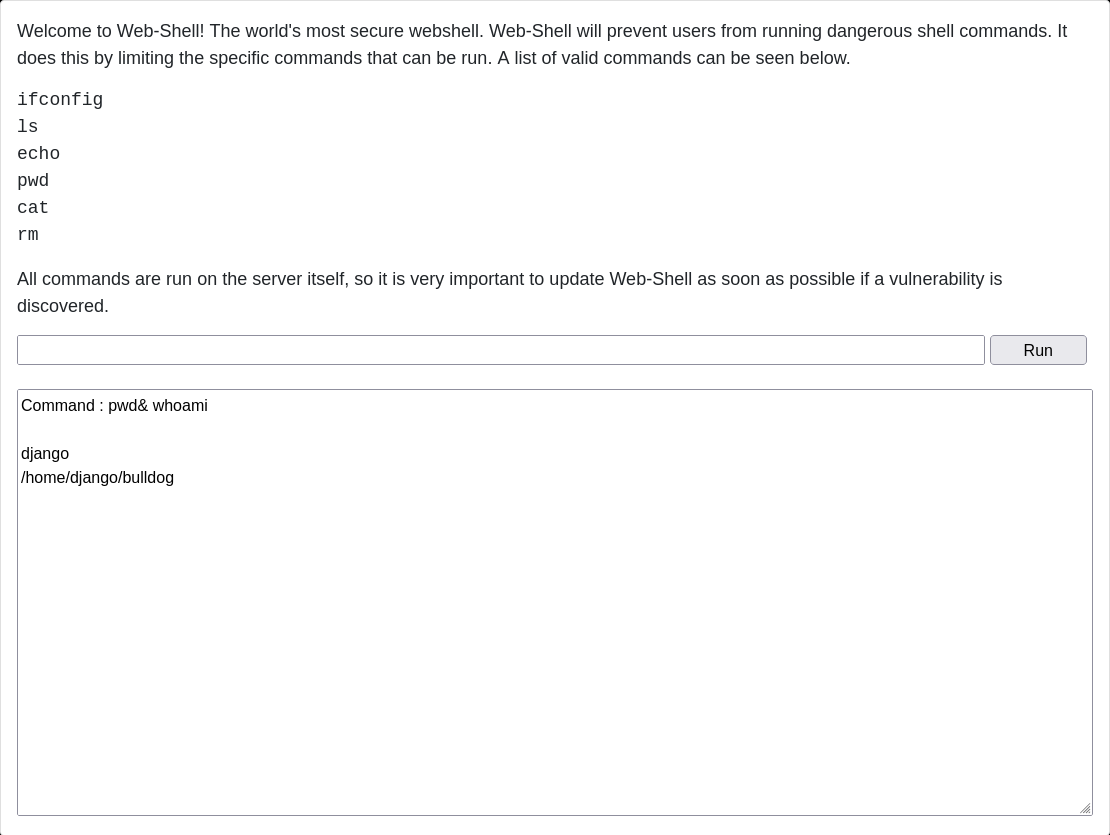 Welcome to Web-Shell! The world's most secure webshell. Web-Shell will prevent users from running dangerous shell commands. It
does this by limiting the specific commands that can be run. A list of valid commands can be seen below.
ifconfig
ls
echo
pwd
cat
rm
All commands are run on the server itself, so it is very important to update Web-Shell as soon as possible if a vulnerability is
discovered.
Run
Command : pwd& whoami
django
/home/django/bulldog